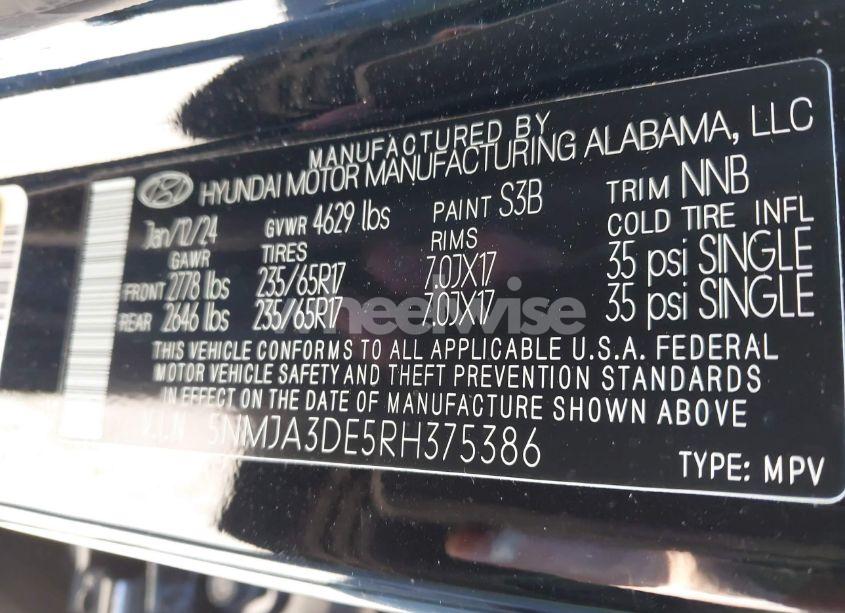 MANUFACTURED BY
HYUNDAI MOTOR MANUFACTURING ALABAMA, LLC
Jan/12/24 GVWR 4629 lbs PAINT S3B TRIM NNB
GAWR TIRES RIMS COLD TIRE INFL
FRONT 2778 lbs 235/65R17 7.0JX17 35 psi SINGLE
REAR 2646 lbs 235/65R17 7.0JX17 35 psi SINGLE
THIS VEHICLE CONFORMS TO ALL APPLICABLE U.S.A. FEDERAL
MOTOR VEHICLE SAFETY AND THEFT PREVENTION STANDARDS
IN EFFECT ON THE DATE OF MANUFACTURE SHOWN ABOVE
V.I.N 5NMJA3DE5RH375386
TYPE: MPV
wheelwise